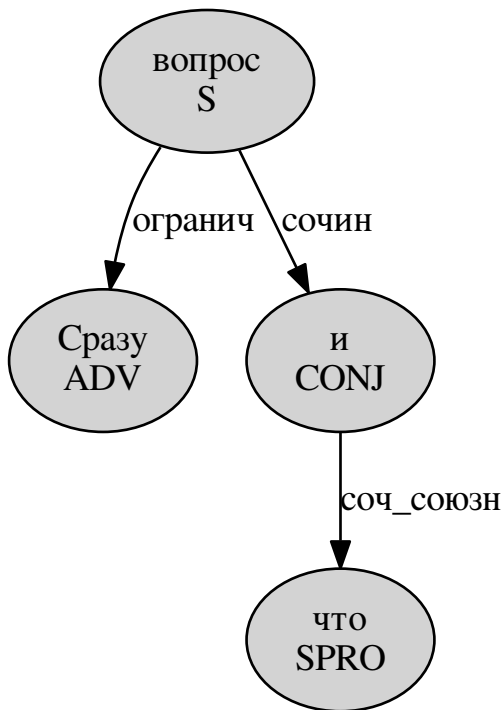 вопрос
S
огранич сочин
Сразу
ADV
и
CONJ
соч_союзн
что
SPRO